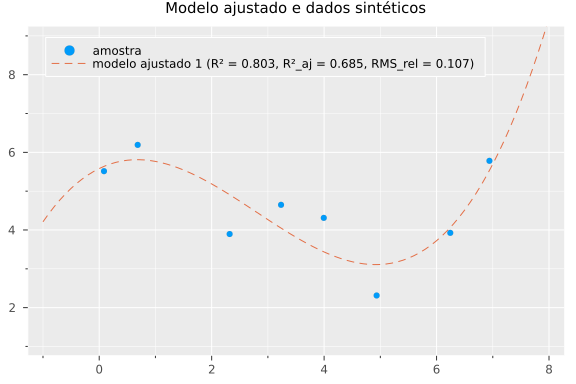 Modelo ajustado e dados sintéticos
amostra
modelo ajustado 1 (R² = 0.803, R²_aj = 0.685, RMS_rel = 0.107)
8
6
4
2
0 2 4 6 8